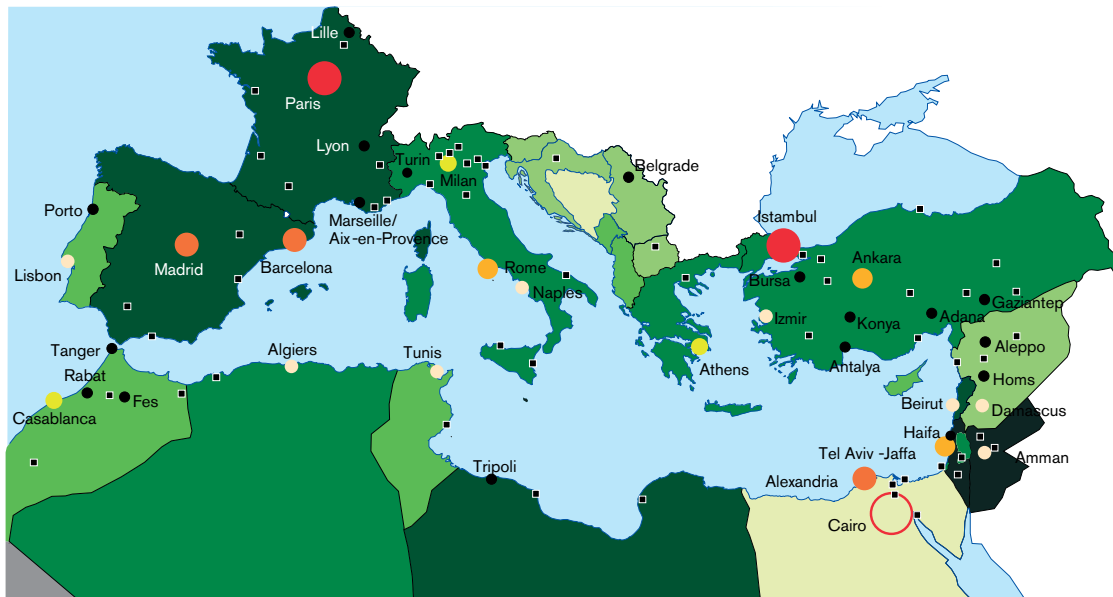 Lille
Paris
Lyon
Turin
Milan
Belgrade
Porto
Marseille/
Aix-en-Provence
Istambul
Lisbon
Madrid
Barcelona
Rome
Naples
Ankara
Bursa
Gaziantep
Izmir
Konya
Adana
Tanger
Algiers
Tunis
Athens
Antalya
Aleppo
Rabat
Fes
Homs
Casablanca
Beirut
Damascus
Haifa
Tel Aviv -Jaffa
Amman
Tripoli
Alexandria
Cairo